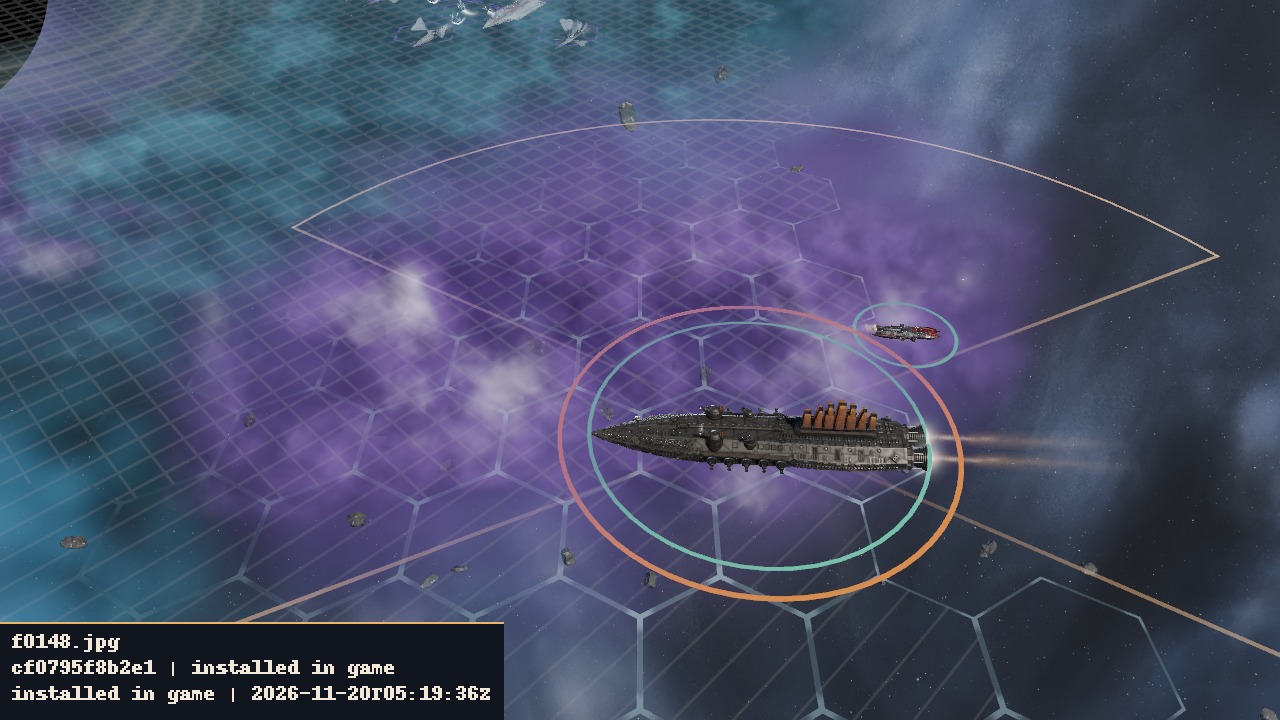 f0148.jpg
cf0795f8b2e1 | installed in game
installed in game | 2026-11-20T05:19:36Z